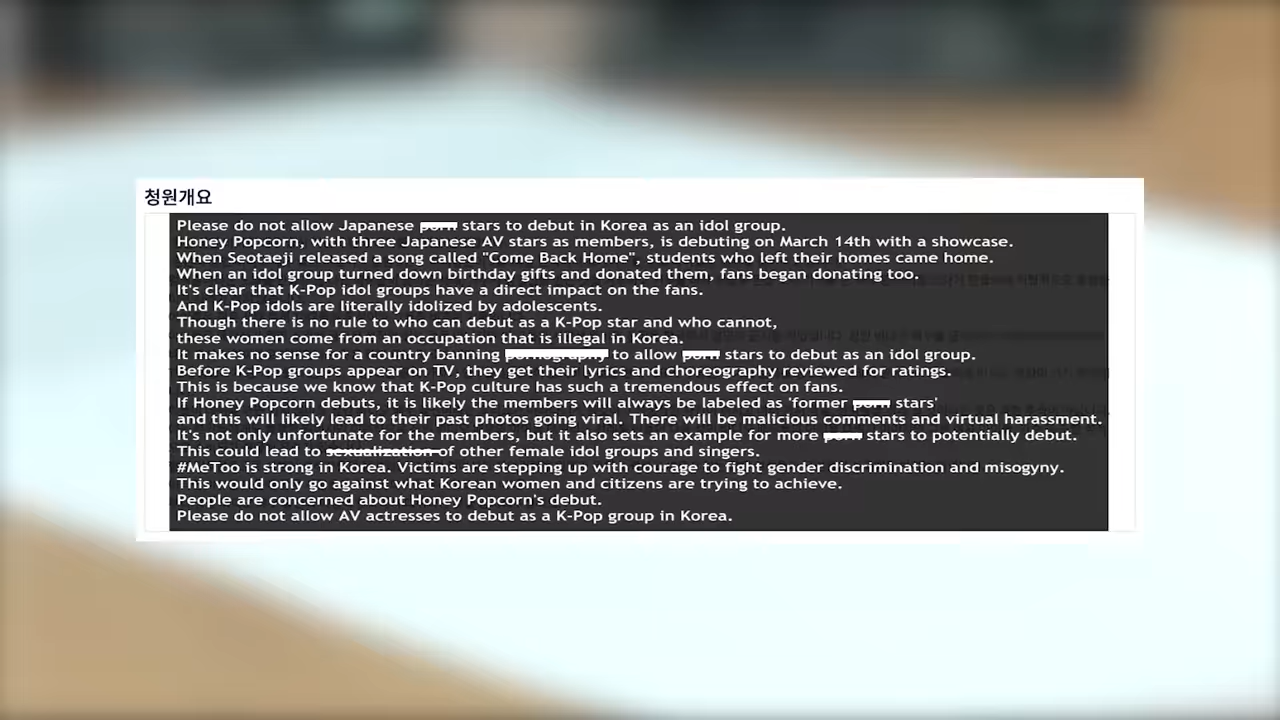 청원개요
Please do not allow Japanese porn stars to debut in Korea as an idol group.
Honey Popcorn, with three Japanese AV stars as members, is debuting on March 14th with a showcase.
When Seotaeji released a song called "Come Back Home", students who left their homes came home.
When an idol group turned down birthday gifts and donated them, fans began donating too.
It's clear that K-Pop idol groups have a direct impact on the fans.
And K-Pop idols are literally idolized by adolescents.
Though there is no rule to who can debut as a K-Pop star and who cannot,
these women come from an occupation that is illegal in Korea.
It makes no sense for a country banning pornography to allow porn stars to debut as an idol group.
Before K-Pop groups appear on TV, they get their lyrics and choreography reviewed for ratings.
This is because we know that K-Pop culture has such a tremendous effect on fans.
If Honey Popcorn debuts, it is likely the members will always be labeled as 'former porn stars'
and this will likely lead to their past photos going viral. There will be malicious comments and virtual harassment.
It's not only unfortunate for the members, but it also sets an example for more porn stars to potentially debut.
This could lead to sexualization of other female idol groups and singers.
#MeToo is strong in Korea. Victims are stepping up with courage to fight gender discrimination and misogyny.
This would only go against what Korean women and citizens are trying to achieve.
People are concerned about Honey Popcorn's debut.
Please do not allow AV actresses to debut as a K-Pop group in Korea.